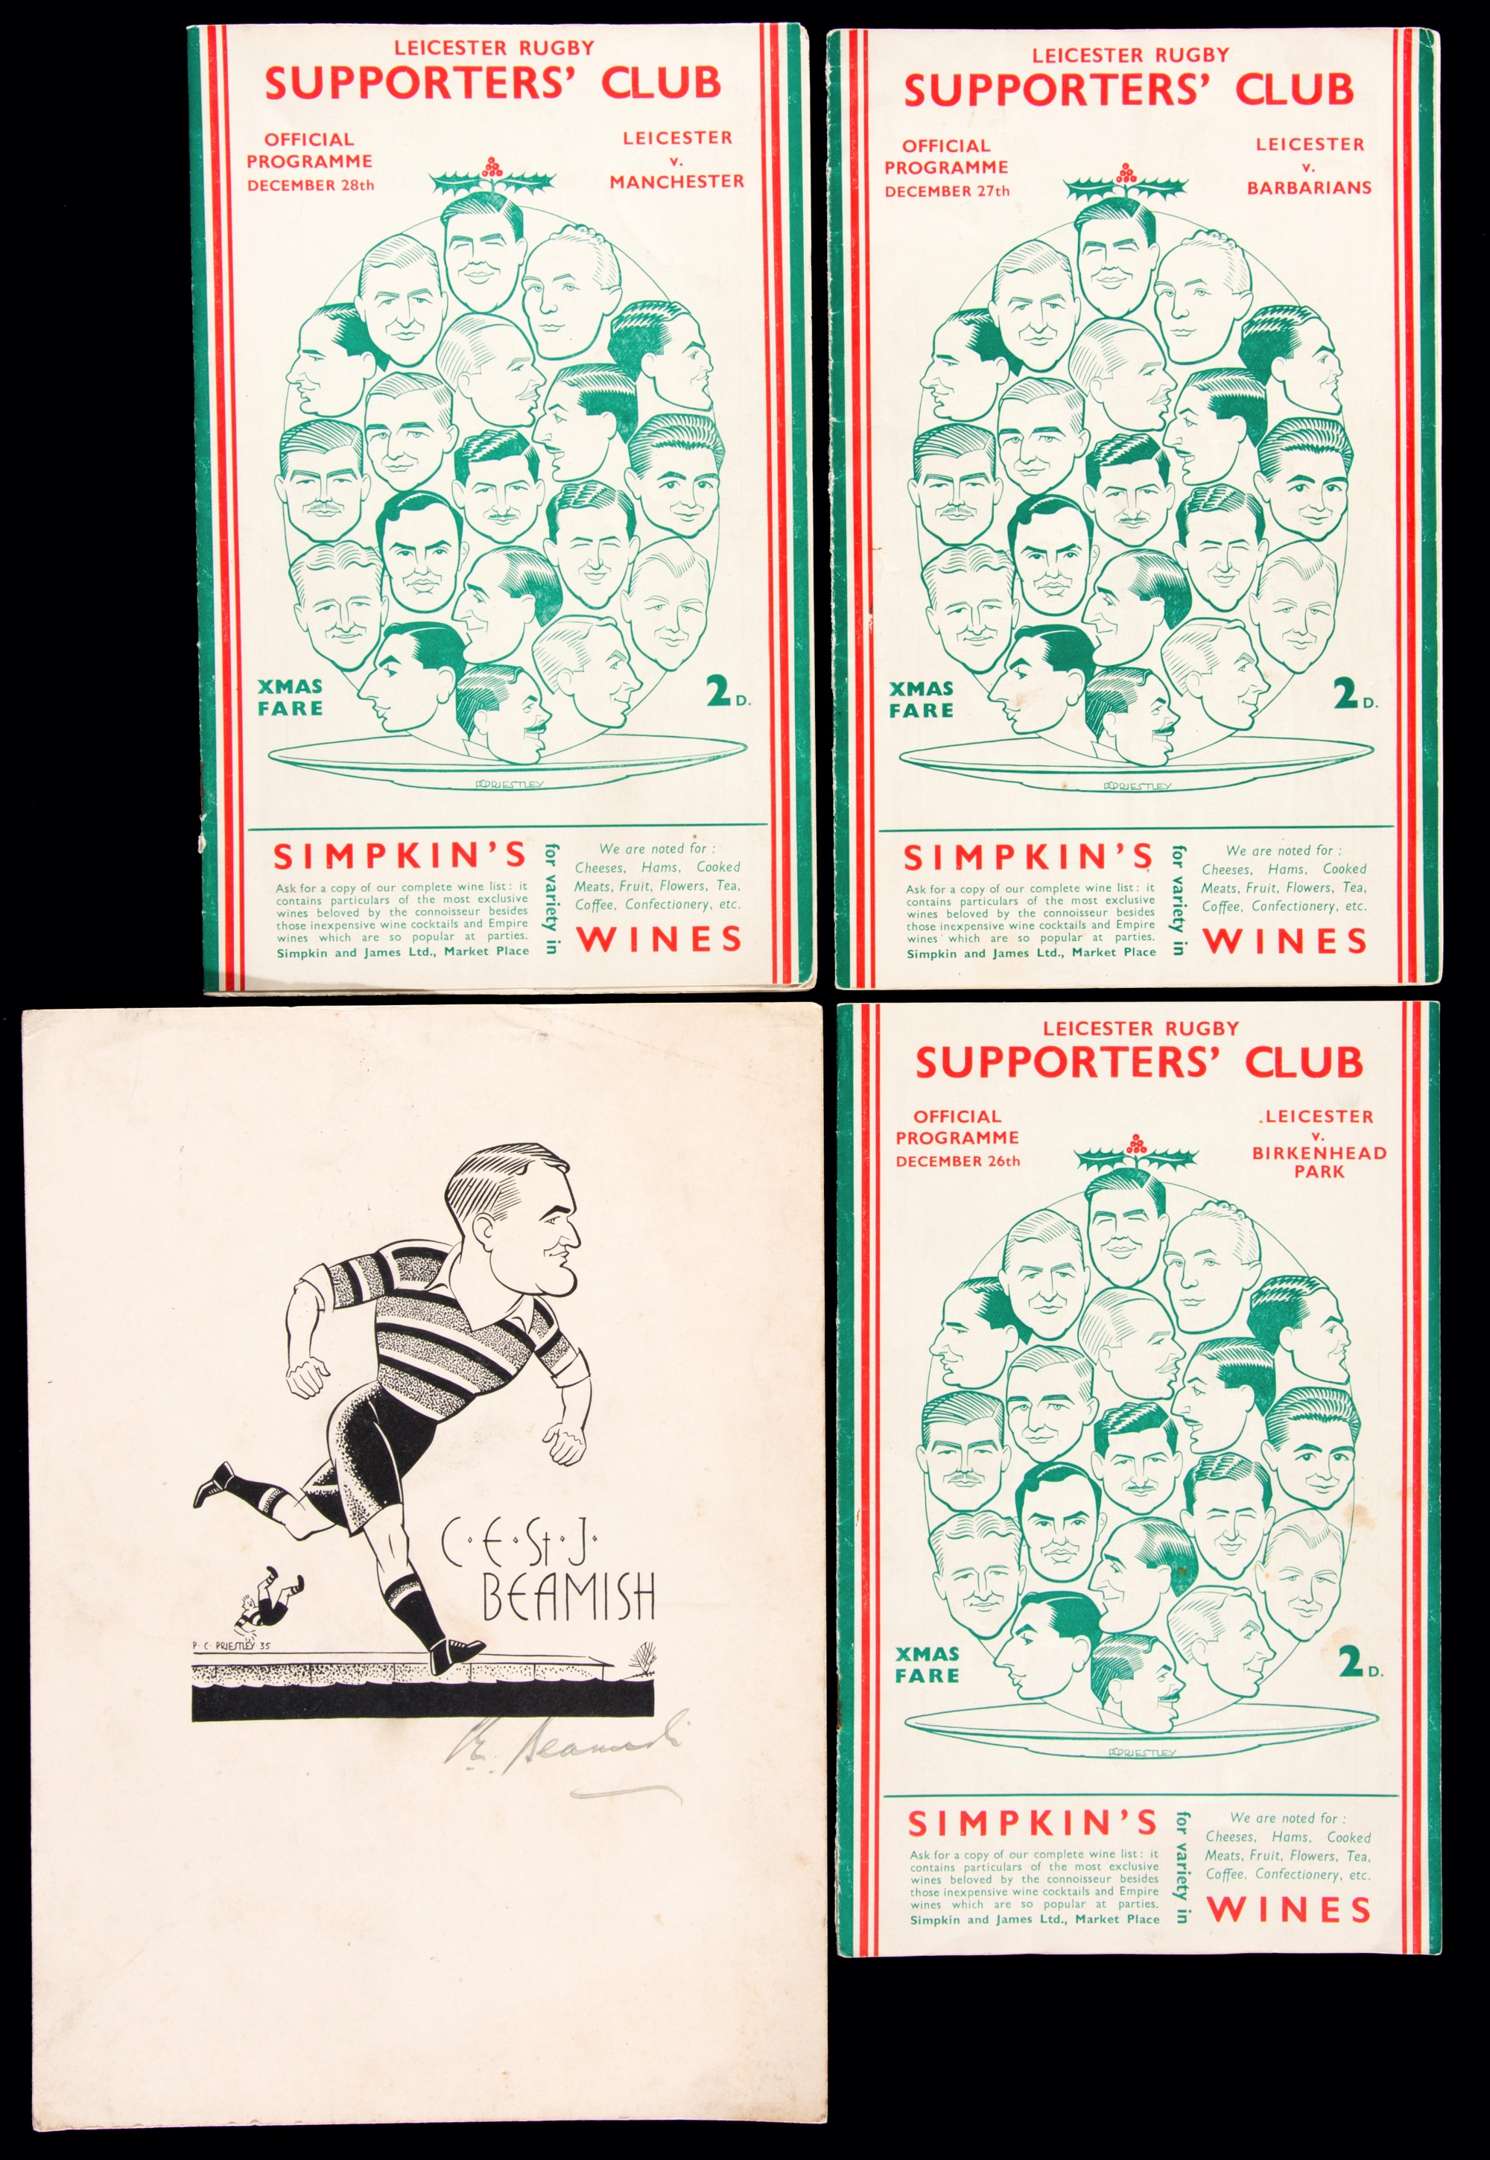 LEICESTER RUGBY
SUPPORTERS' CLUB
OFFICIAL
PROGRAMME
DECEMBER 28th
LEICESTER
v.
MANCHESTER
XMAS
FARE
2D.
PRIESTLEY
SIMPKIN'S
Ask for a copy of our complete wine list: it
contains particulars of the most exclusive
wines beloved by the connoisseur besides
those inexpensive wine cocktails and Empire
wines which are so popular at parties.
Simpkin and James Ltd., Market Place
for variety in
We are noted for :
Cheeses, Hams, Cooked
Meats, Fruit, Flowers, Tea,
Coffee, Confectionery, etc.
WINES
LEICESTER RUGBY
SUPPORTERS' CLUB
OFFICIAL
PROGRAMME
DECEMBER 27th
LEICESTER
v.
BARBARIANS
XMAS
FARE
2D.
PRIESTLEY
SIMPKIN'S
Ask for a copy of our complete wine list: it
contains particulars of the most exclusive
wines beloved by the connoisseur besides
those inexpensive wine cocktails and Empire
wines which are so popular at parties.
Simpkin and James Ltd., Market Place
for variety in
We are noted for :
Cheeses, Hams, Cooked
Meats, Fruit, Flowers, Tea,
Coffee, Confectionery, etc.
WINES
C·E·St·J·
BEAMISH
P·C·PRIESTLEY 35
Beamish
LEICESTER RUGBY
SUPPORTERS' CLUB
OFFICIAL
PROGRAMME
DECEMBER 26th
LEICESTER
v.
BIRKENHEAD
PARK
XMAS
FARE
2D.
PRIESTLEY
SIMPKIN'S
Ask for a copy of our complete wine list: it
contains particulars of the most exclusive
wines beloved by the connoisseur besides
those inexpensive wine cocktails and Empire
wines which are so popular at parties.
Simpkin and James Ltd., Market Place
for variety in
We are noted for :
Cheeses, Hams, Cooked
Meats, Fruit, Flowers, Tea,
Coffee, Confectionery, etc.
WINES